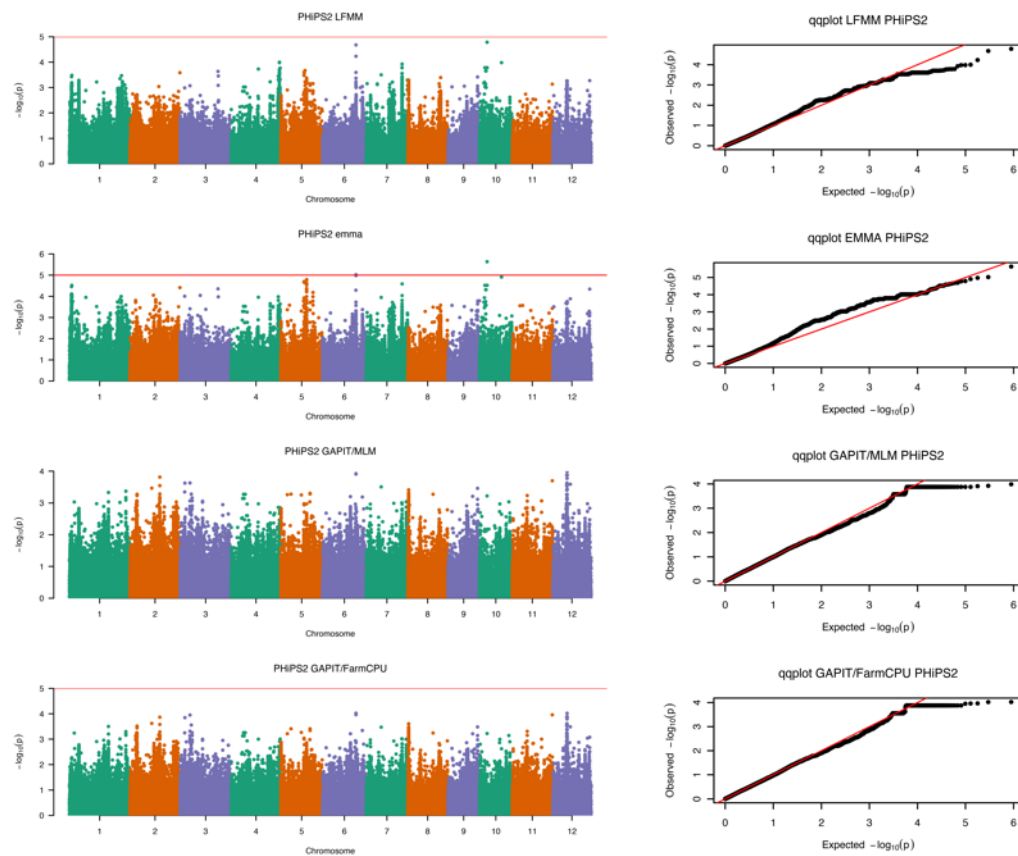 PHiPS2 LFMM
−log₁₀(p)
5
4
3
2
1
0
1 2 3 4 5 6 7 8 9 10 11 12
Chromosome
qqplot LFMM PHiPS2
Observed −log₁₀(p)
4
3
2
1
0
0 1 2 3 4 5 6
Expected −log₁₀(p)
PHiPS2 emma
−log₁₀(p)
6
5
4
3
2
1
0
1 2 3 4 5 6 7 8 9 10 11 12
Chromosome
qqplot EMMA PHiPS2
Observed −log₁₀(p)
5
4
3
2
1
0
0 1 2 3 4 5 6
Expected −log₁₀(p)
PHiPS2 GAPIT/MLM
−log₁₀(p)
4
3
2
1
0
1 2 3 4 5 6 7 8 9 10 11 12
Chromosome
qqplot GAPIT/MLM PHiPS2
Observed −log₁₀(p)
4
3
2
1
0
0 1 2 3 4 5 6
Expected −log₁₀(p)
PHiPS2 GAPIT/FarmCPU
−log₁₀(p)
5
4
3
2
1
0
1 2 3 4 5 6 7 8 9 10 11 12
Chromosome
qqplot GAPIT/FarmCPU PHiPS2
Observed −log₁₀(p)
4
3
2
1
0
0 1 2 3 4 5 6
Expected −log₁₀(p)